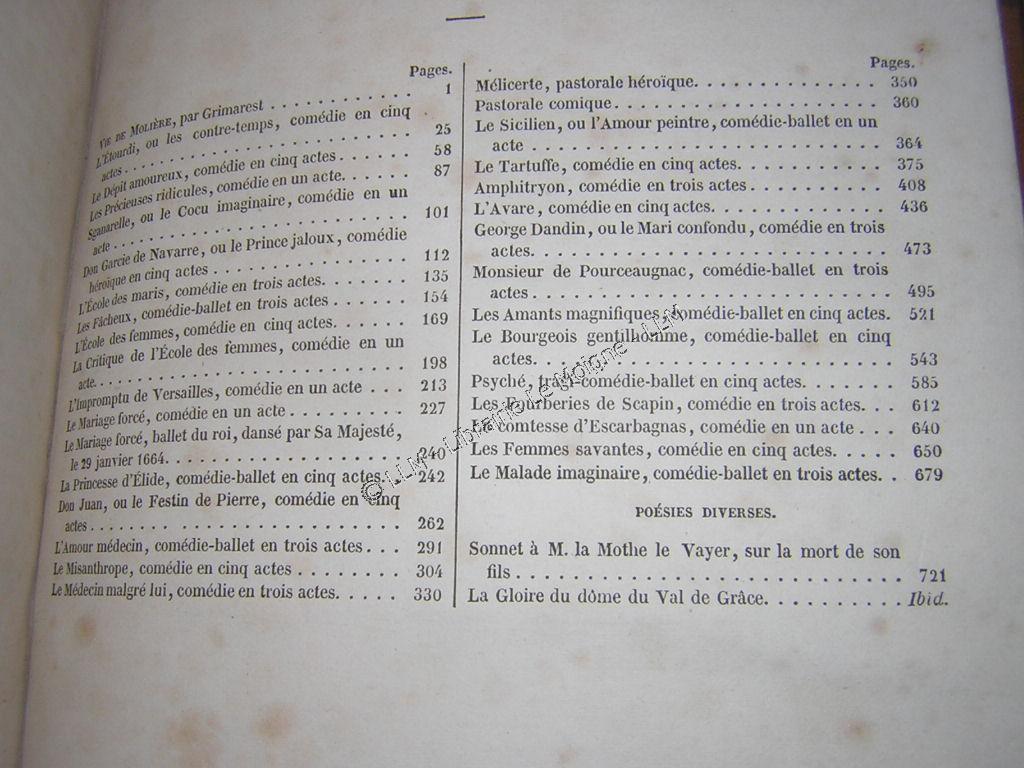 Pages.
VIE DE MOLIÈRE, par Grimarest . . . . . . . . . . . . 1
L'Étourdi, ou les contre-temps, comédie en cinq
actes . . . . . . . . . . . . . . . . . . . . . . 25
Le Dépit amoureux, comédie en cinq actes . . . . . . 58
Les Précieuses ridicules, comédie en un acte. . . . . . 87
Sganarelle, ou le Cocu imaginaire, comédie en un
acte . . . . . . . . . . . . . . . . . . . . . . 101
Don Garcie de Navarre, ou le Prince jaloux, comédie
héroïque en cinq actes . . . . . . . . . . . . . . 112
L'École des maris, comédie en trois actes. . . . . . . 135
Les Fâcheux, comédie-ballet en trois actes . . . . . . 154
L'École des femmes, comédie en cinq actes. . . . . . 169
La Critique de l'École des femmes, comédie en un
acte. . . . . . . . . . . . . . . . . . . . . . . 198
L'Impromptu de Versailles, comédie en un acte . . . 213
Le Mariage forcé, comédie en un acte . . . . . . . . . 227
Le Mariage forcé, ballet du roi, dansé par Sa Majesté,
le 29 janvier 1664. . . . . . . . . . . . . . . . . 240
La Princesse d'Élide, comédie-ballet en cinq actes. . 242
Don Juan, ou le Festin de Pierre, comédie en cinq
actes . . . . . . . . . . . . . . . . . . . . . . 262
L'Amour médecin, comédie-ballet en trois actes . . . 291
Le Misanthrope, comédie en cinq actes . . . . . . . . 304
Le Médecin malgré lui, comédie en trois actes. . . . . 330
Pages.
Mélicerte, pastorale héroïque. . . . . . . . . . . . . 350
Pastorale comique . . . . . . . . . . . . . . . . . . 360
Le Sicilien, ou l'Amour peintre, comédie-ballet en un
acte . . . . . . . . . . . . . . . . . . . . . . 364
Le Tartuffe, comédie en cinq actes. . . . . . . . . . 375
Amphitryon, comédie en trois actes . . . . . . . . . . 408
L'Avare, comédie en cinq actes. . . . . . . . . . . . 436
George Dandin, ou le Mari confondu, comédie en trois
actes. . . . . . . . . . . . . . . . . . . . . . . 473
Monsieur de Pourceaugnac, comédie-ballet en trois
actes . . . . . . . . . . . . . . . . . . . . . . 495
Les Amants magnifiques, comédie-ballet en cinq actes. 521
Le Bourgeois gentilhomme, comédie-ballet en cinq
actes. . . . . . . . . . . . . . . . . . . . . . . 543
Psyché, tragi-comédie-ballet en cinq actes. . . . . . . 585
Les Fourberies de Scapin, comédie en trois actes. . . 612
La comtesse d'Escarbagnas, comédie en un acte . . . 640
Les Femmes savantes, comédie en cinq actes. . . . . 650
Le Malade imaginaire, comédie-ballet en trois actes. . 679
POÉSIES DIVERSES.
Sonnet à M. la Mothe le Vayer, sur la mort de son
fils . . . . . . . . . . . . . . . . . . . . . . . 721
La Gloire du dôme du Val de Grâce. . . . . . . . . . Ibid.
© LLM - Librairie Le Moigne - LLM